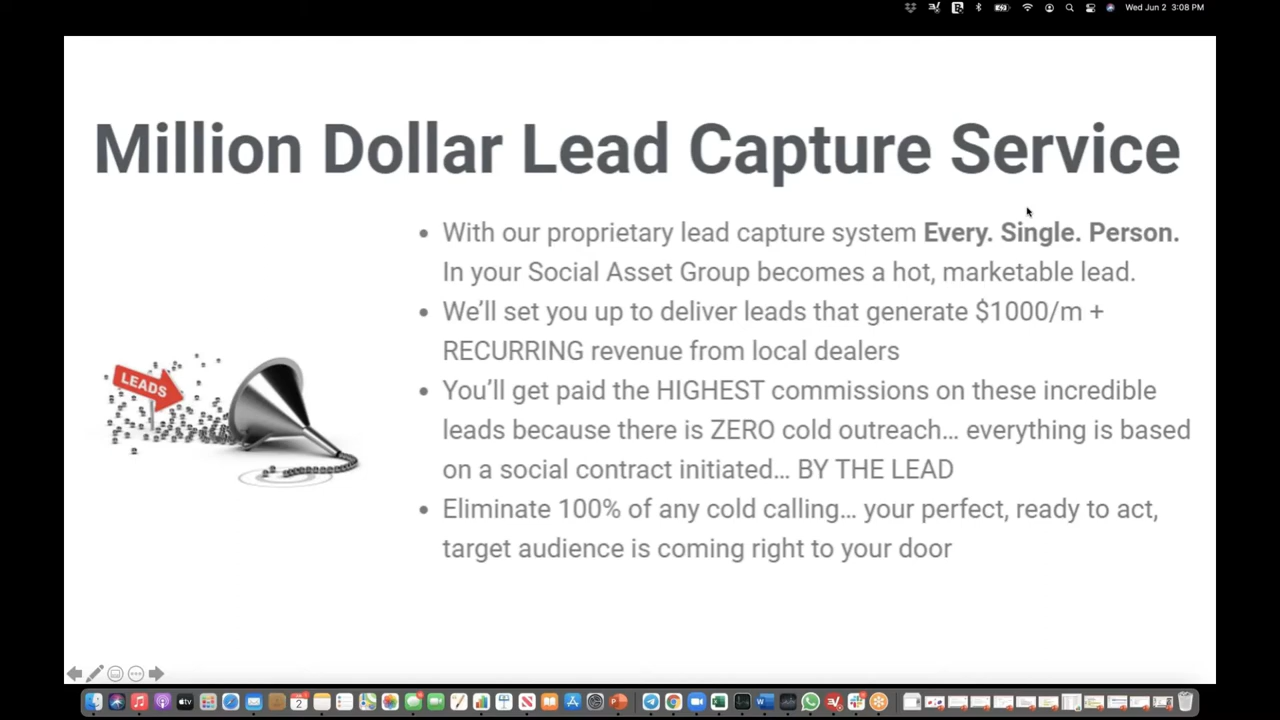 Wed Jun 2 3:08 PM
Million Dollar Lead Capture Service
• With our proprietary lead capture system Every. Single. Person.
In your Social Asset Group becomes a hot, marketable lead.
• We’ll set you up to deliver leads that generate $1000/m +
RECURRING revenue from local dealers
• You’ll get paid the HIGHEST commissions on these incredible
leads because there is ZERO cold outreach… everything is based
on a social contract initiated… BY THE LEAD
• Eliminate 100% of any cold calling… your perfect, ready to act,
target audience is coming right to your door
LEADS